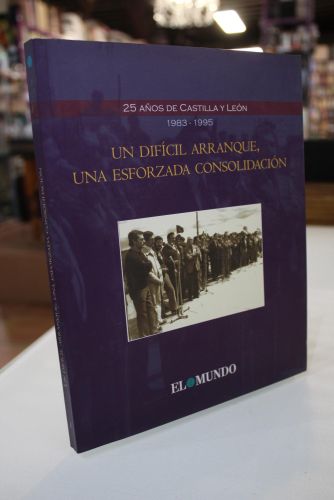 25 AÑOS DE CASTILLA Y LEÓN
1983 - 1995
UN DIFÍCIL ARRANQUE,
UNA ESFORZADA CONSOLIDACIÓN
EL MUNDO